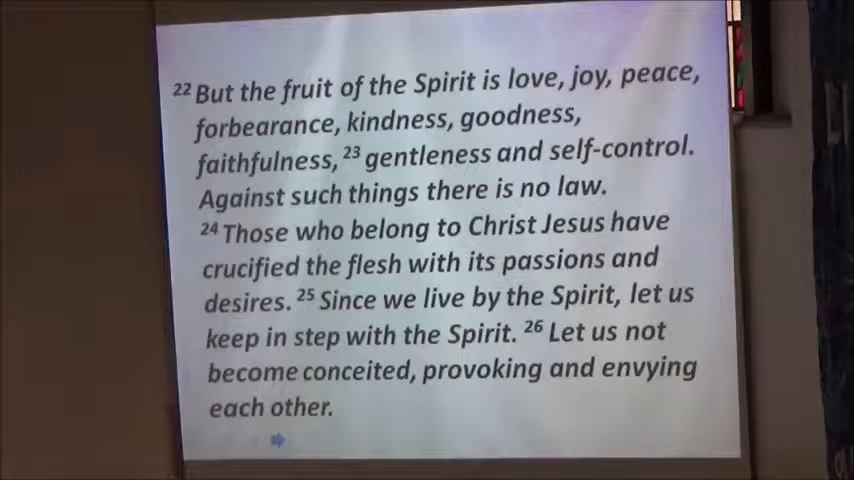 22 But the fruit of the Spirit is love, joy, peace,
forbearance, kindness, goodness,
faithfulness, 23 gentleness and self-control.
Against such things there is no law.
24 Those who belong to Christ Jesus have
crucified the flesh with its passions and
desires. 25 Since we live by the Spirit, let us
keep in step with the Spirit. 26 Let us not
become conceited, provoking and envying
each other.